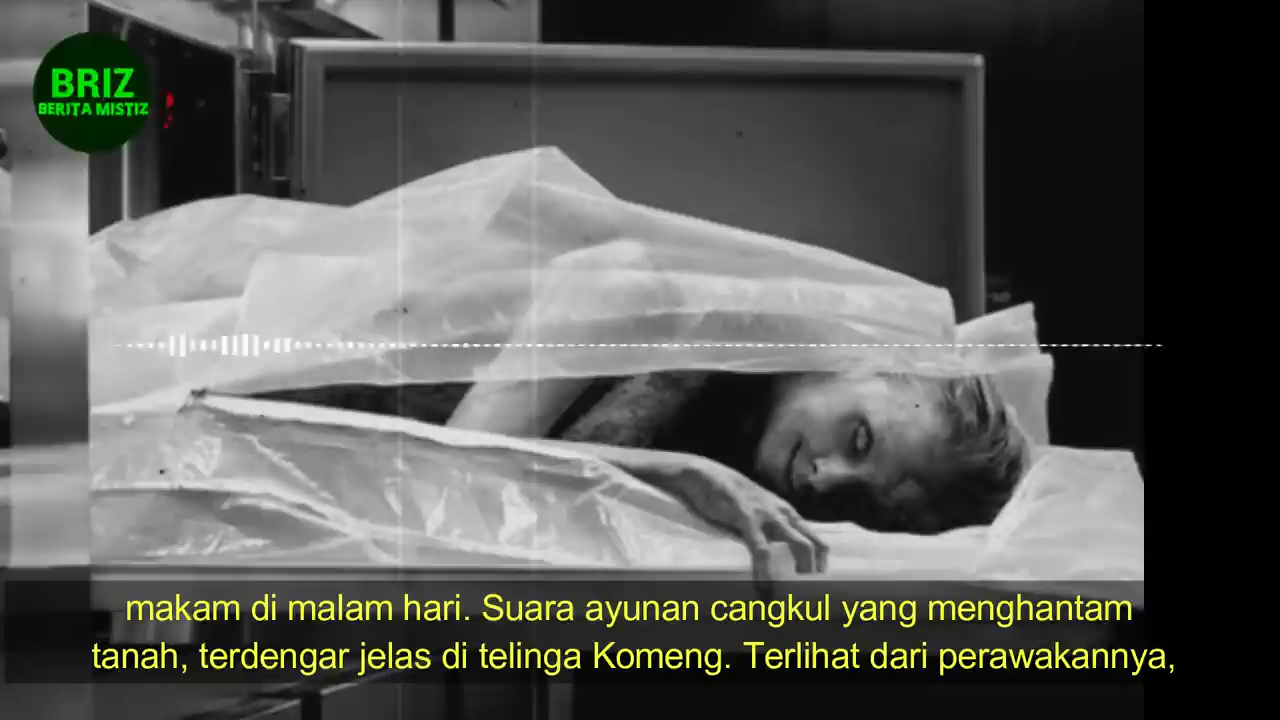 BRIZ
BERITA MISTIZ
makam di malam hari. Suara ayunan cangkul yang menghantam
tanah, terdengar jelas di telinga Komeng. Terlihat dari perawakannya,